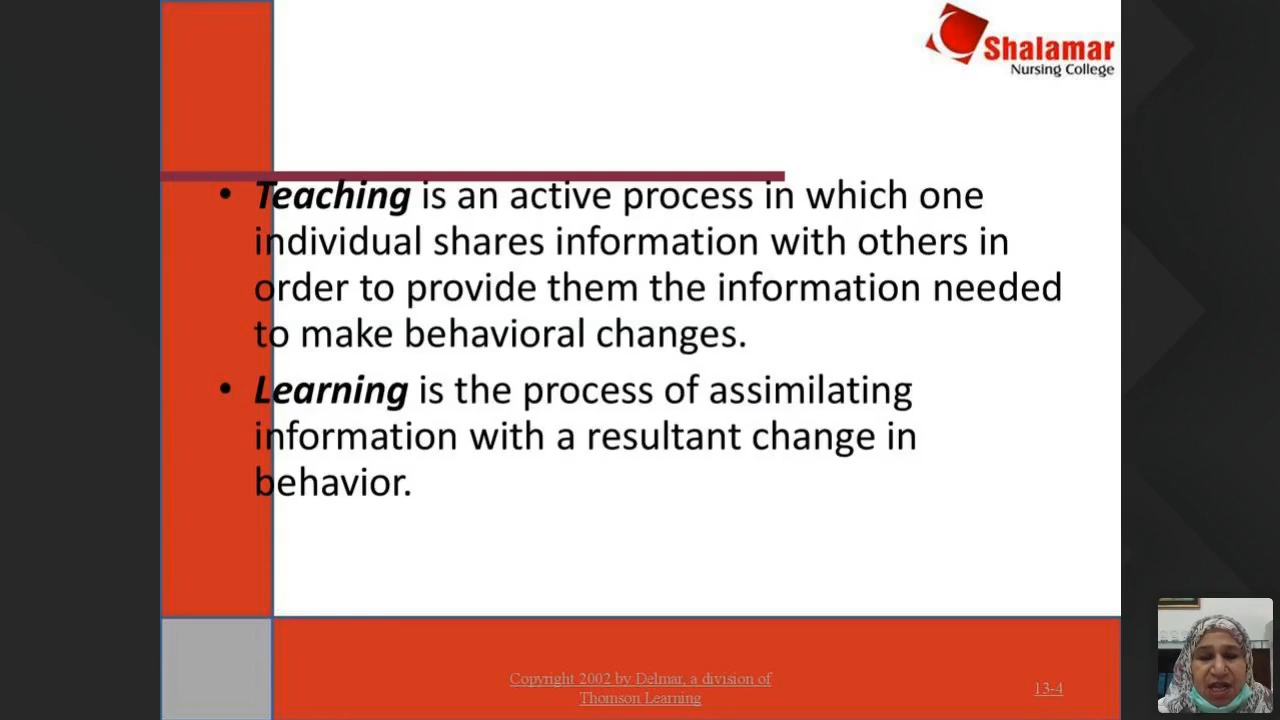 Shalamar
Nursing College
• Teaching is an active process in which one
individual shares information with others in
order to provide them the information needed
to make behavioral changes.
• Learning is the process of assimilating
information with a resultant change in
behavior.
Copyright 2002 by Delmar, a division of
Thomson Learning
13-4